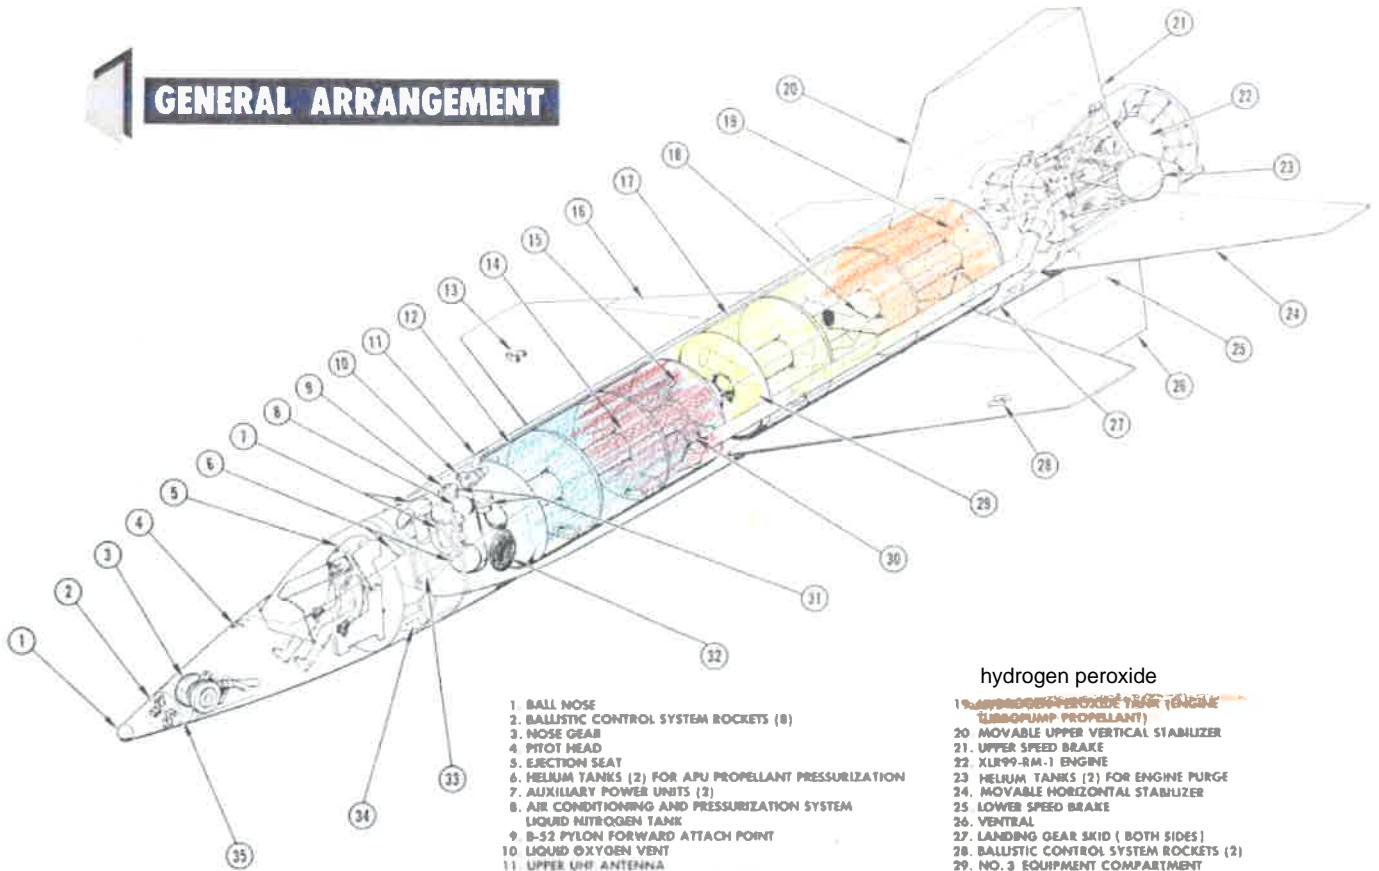 GENERAL ARRANGEMENT
21
20
22
19
18
23
17
16
15
14
13
24
12
11
25
10
26
9
27
8
28
7
6
29
5
30
4
3
31
2
32
1
33
34
35
1. BALL NOSE
2. BALLISTIC CONTROL SYSTEM ROCKETS (8)
3. NOSE GEAR
4. PITOT HEAD
5. EJECTION SEAT
6. HELIUM TANKS (2) FOR APU PROPELLANT PRESSURIZATION
7. AUXILIARY POWER UNITS (2)
8. AIR CONDITIONING AND PRESSURIZATION SYSTEM
LIQUID NITROGEN TANK
9. B-52 PYLON FORWARD ATTACH POINT
10. LIQUID OXYGEN VENT
11. UPPER UHF ANTENNA
hydrogen peroxide
19. HYDROGEN-PEROXIDE TANK (ENGINE
TURBOPUMP PROPELLANT)
20. MOVABLE UPPER VERTICAL STABILIZER
21. UPPER SPEED BRAKE
22. XLR99-RM-1 ENGINE
23. HELIUM TANKS (2) FOR ENGINE PURGE
24. MOVABLE HORIZONTAL STABILIZER
25. LOWER SPEED BRAKE
26. VENTRAL
27. LANDING GEAR SKID (BOTH SIDES)
28. BALLISTIC CONTROL SYSTEM ROCKETS (2)
29. NO. 3 EQUIPMENT COMPARTMENT